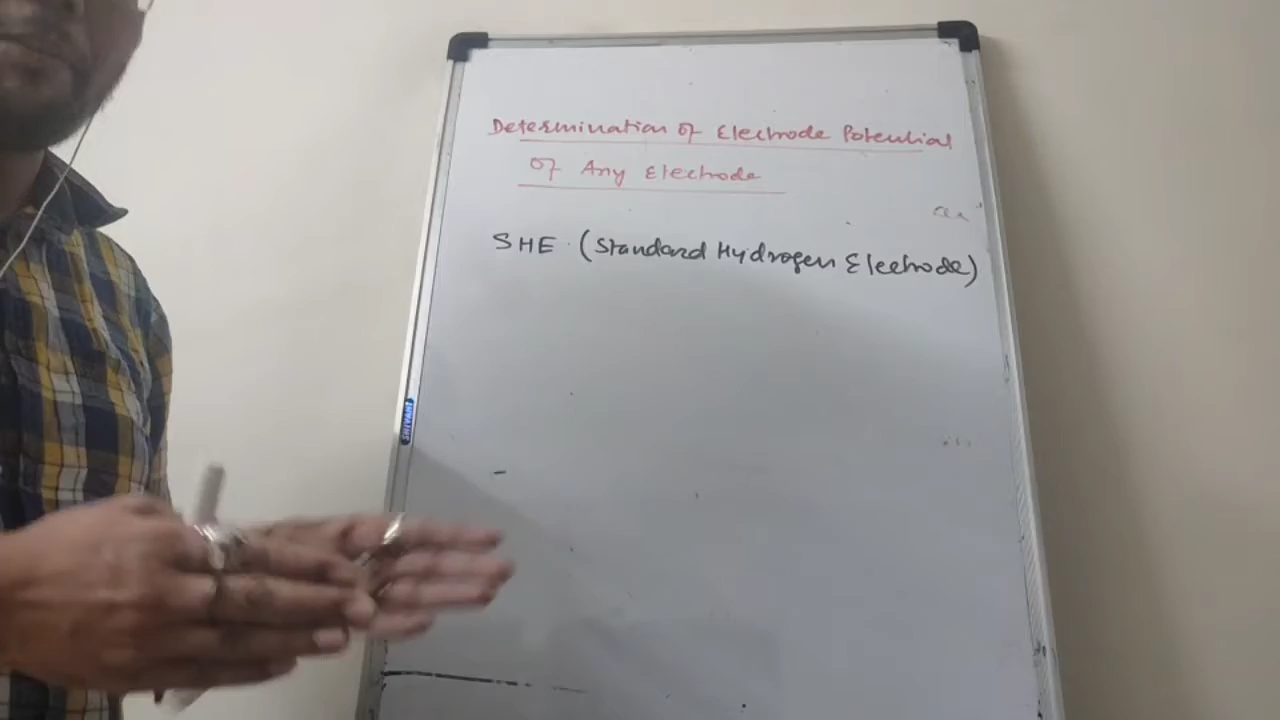 Determination of Electrode Potential
of Any Electrode
SHE. (Standard Hydrogen Electrode)